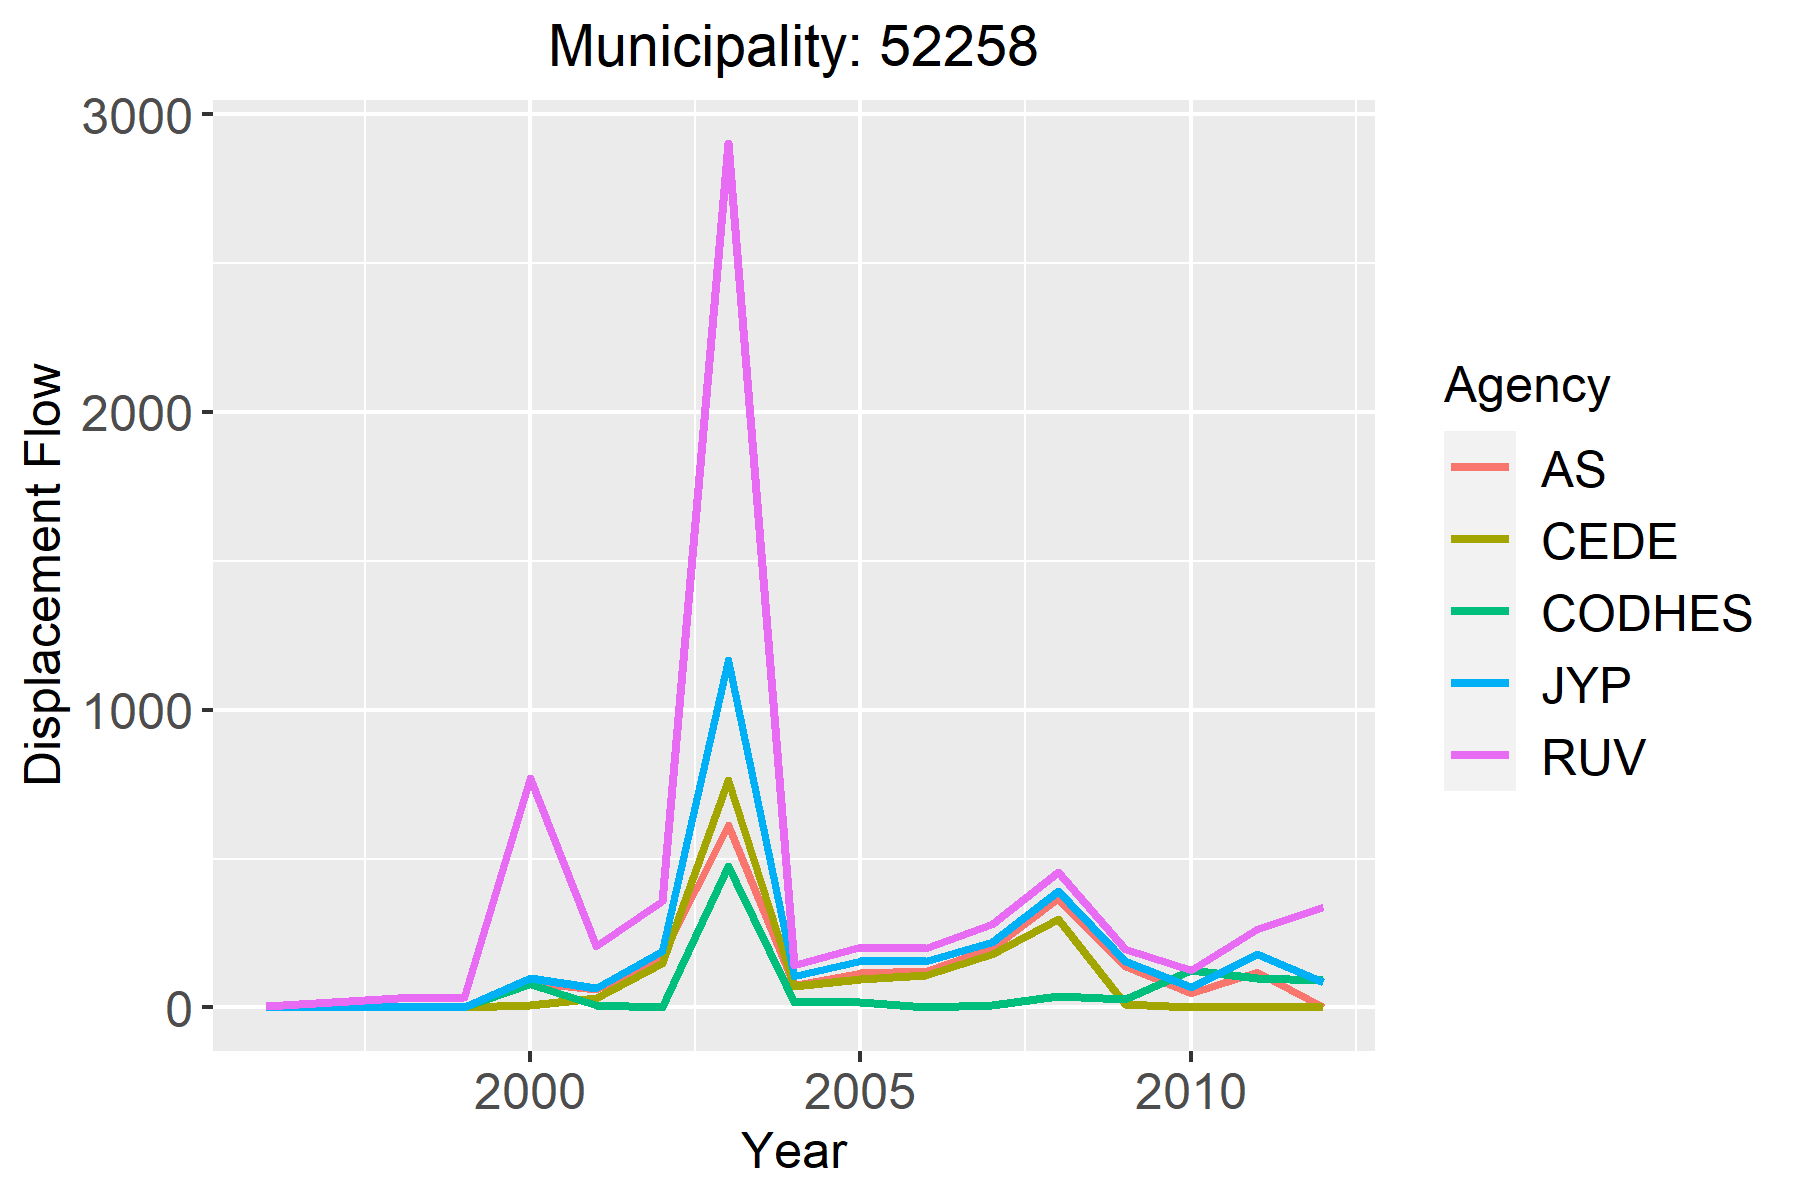 Municipality: 52258
3000
2000
1000
0
Displacement Flow
2000 2005 2010
Year
Agency
AS
CEDE
CODHES
JYP
RUV